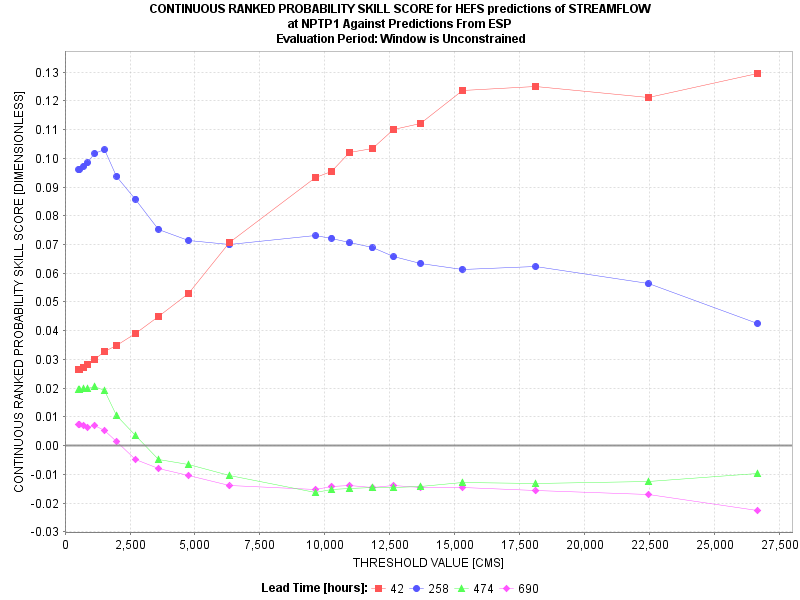 CONTINUOUS RANKED PROBABILITY SKILL SCORE for HEFS predictions of STREAMFLOW
at NPTP1 Against Predictions From ESP
Evaluation Period: Window is Unconstrained
CONTINUOUS RANKED PROBABILITY SKILL SCORE [DIMENSIONLESS]
0.13
0.12
0.11
0.10
0.09
0.08
0.07
0.06
0.05
0.04
0.03
0.02
0.01
0.00
-0.01
-0.02
-0.03
0 2,500 5,000 7,500 10,000 12,500 15,000 17,500 20,000 22,500 25,000 27,500
THRESHOLD VALUE [CMS]
Lead Time [hours]: 42 258 474 690